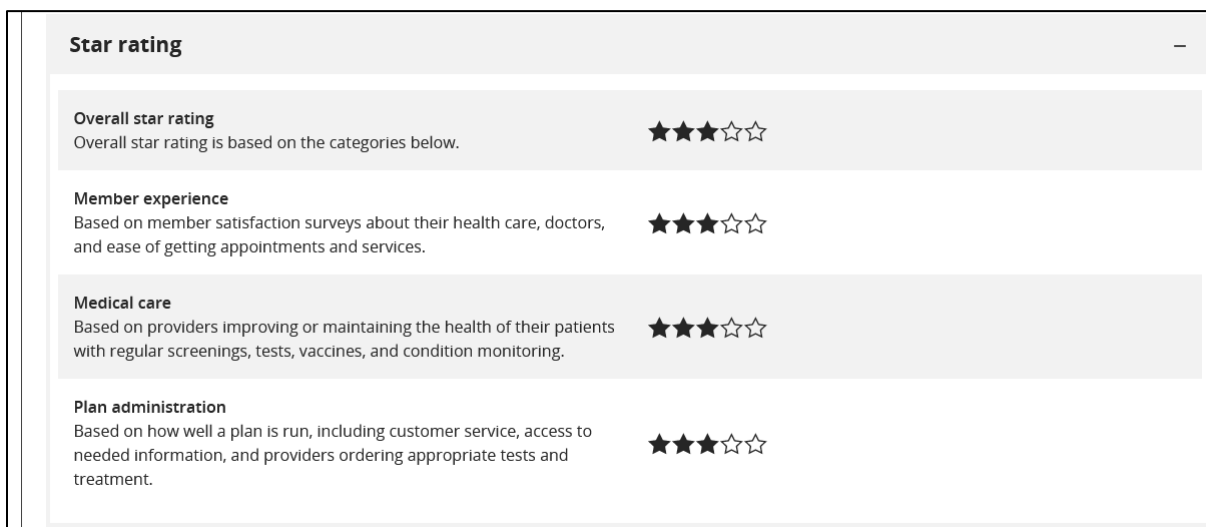 Star rating
Overall star rating
Overall star rating is based on the categories below.
Member experience
Based on member satisfaction surveys about their health care, doctors,
and ease of getting appointments and services.
Medical care
Based on providers improving or maintaining the health of their patients
with regular screenings, tests, vaccines, and condition monitoring.
Plan administration
Based on how well a plan is run, including customer service, access to
needed information, and providers ordering appropriate tests and
treatment.